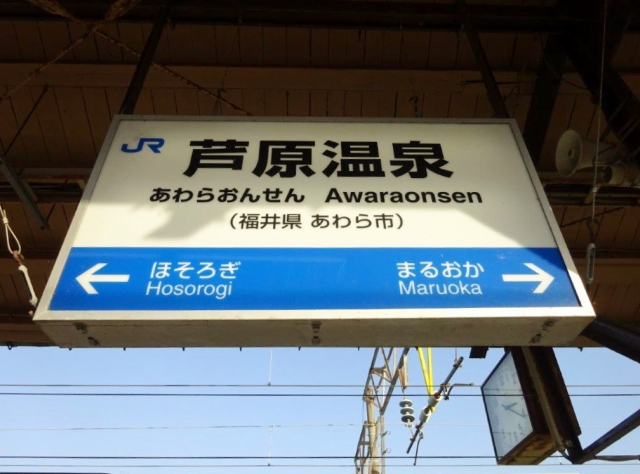 JR 芦原温泉
あわらおんせん Awaraonsen
(福井県 あわら市)
← ほそろぎ まるおか →
Hosorogi Maruoka